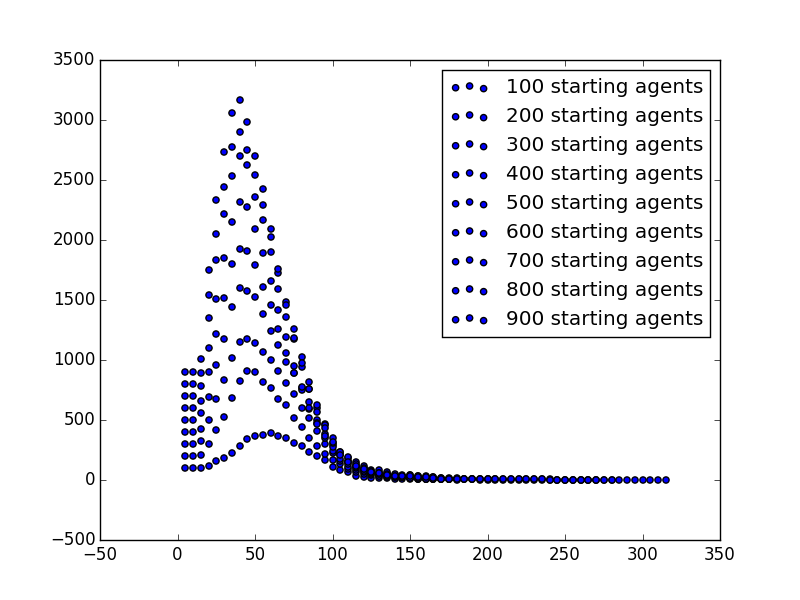 3500
3000
2500
2000
1500
1000
500
0
−500
−50
0
50
100
150
200
250
300
350
100 starting agents
200 starting agents
300 starting agents
400 starting agents
500 starting agents
600 starting agents
700 starting agents
800 starting agents
900 starting agents